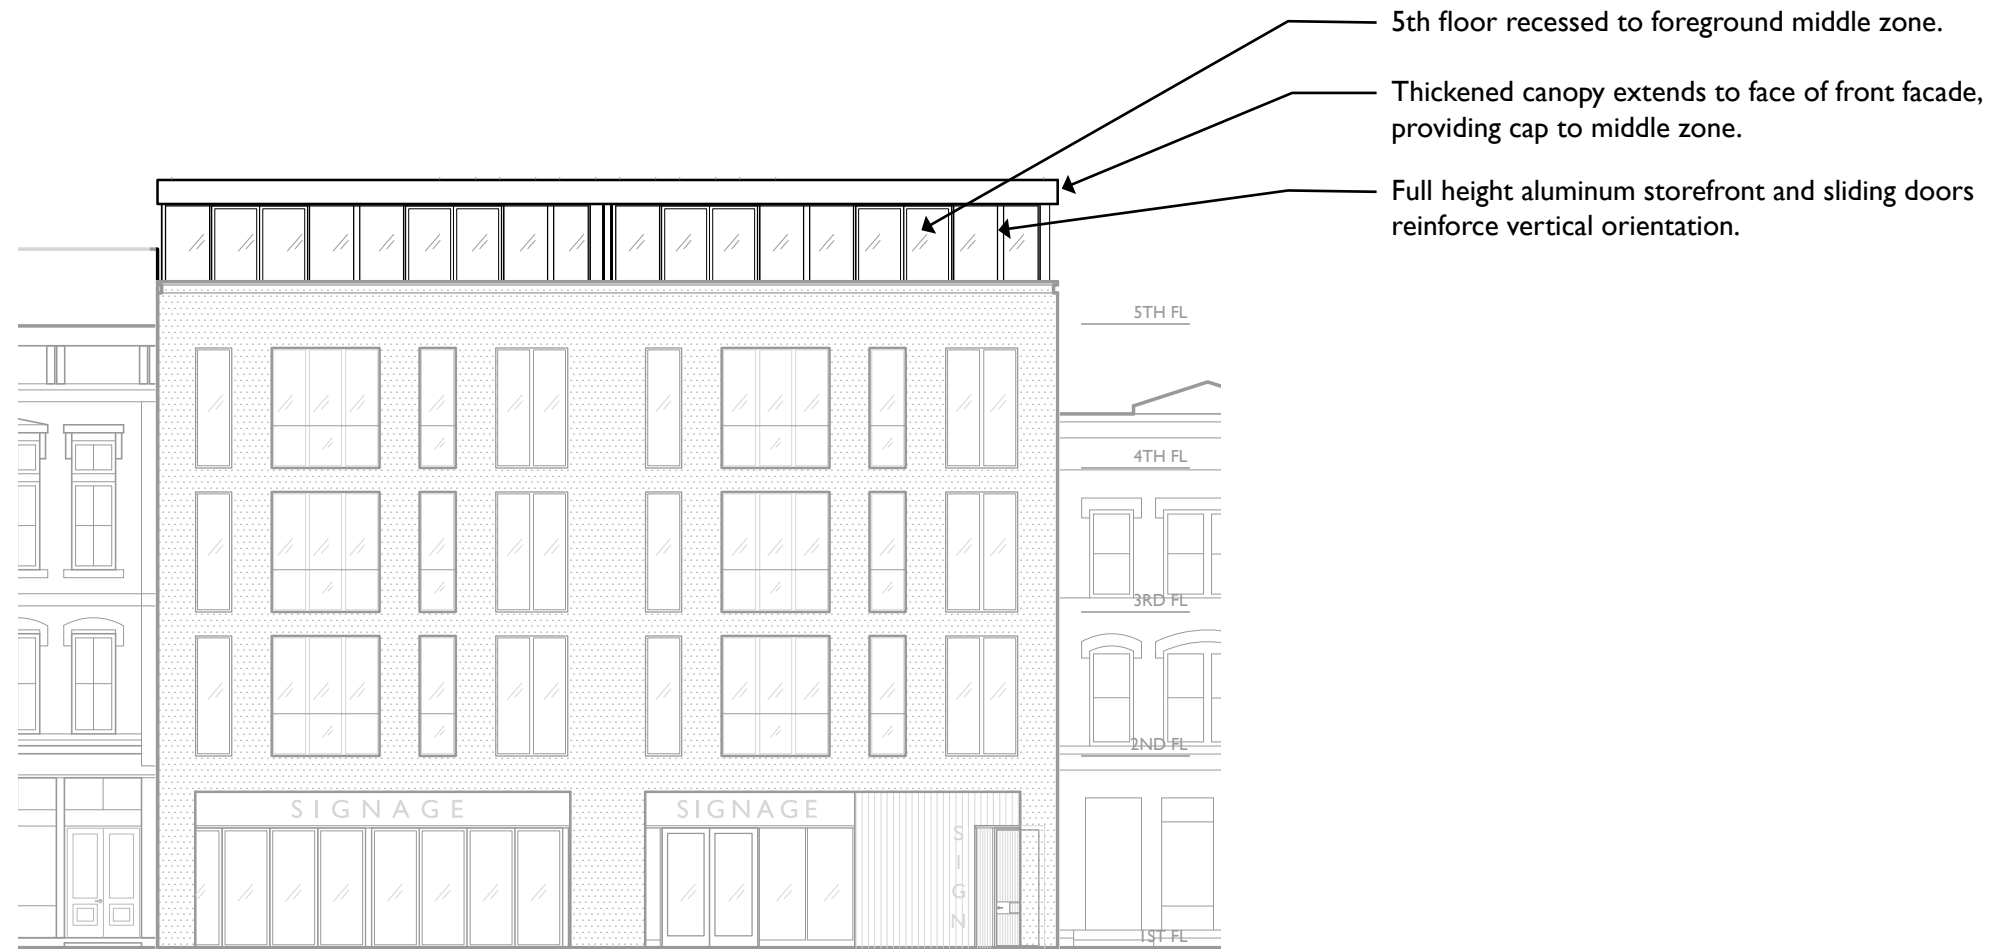 5th floor recessed to foreground middle zone.
Thickened canopy extends to face of front facade,
providing cap to middle zone.
Full height aluminum storefront and sliding doors
reinforce vertical orientation.
5TH FL
4TH FL
3RD FL
2ND FL
SIGNAGE
SIGNAGE
SIGN
1ST FL